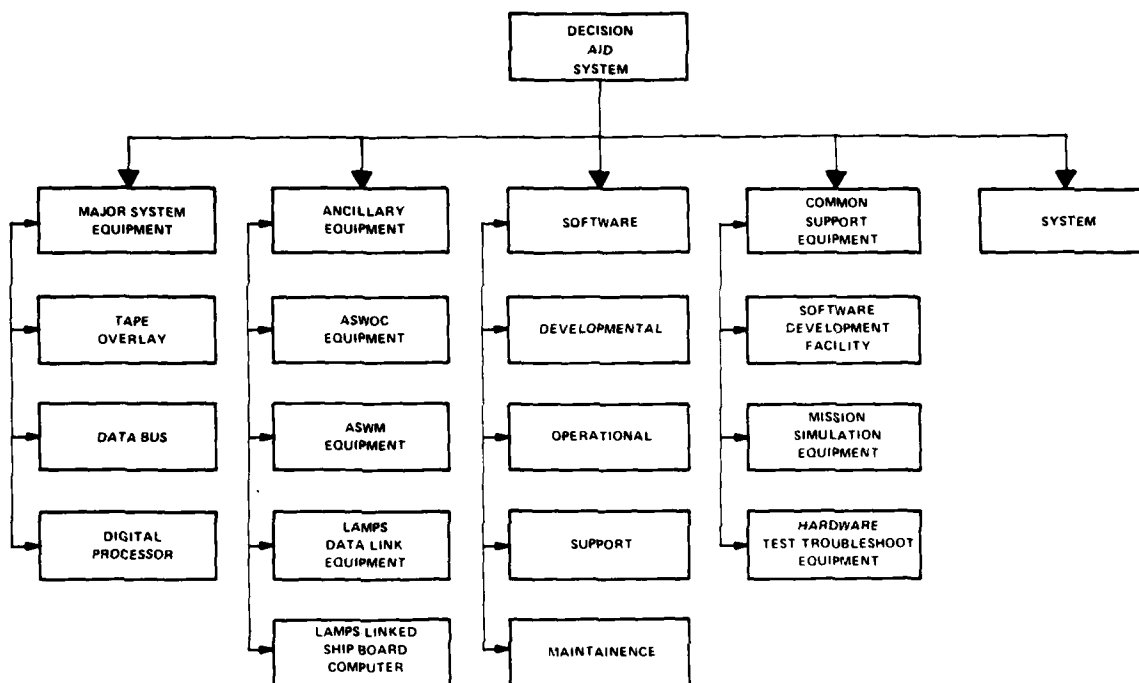 DECISION
AID
SYSTEM
MAJOR SYSTEM
EQUIPMENT
ANCILLARY
EQUIPMENT
SOFTWARE
COMMON
SUPPORT
EQUIPMENT
SYSTEM
TAPE
OVERLAY
ASWOC
EQUIPMENT
DEVELOPMENTAL
SOFTWARE
DEVELOPMENT
FACILITY
DATA BUS
ASWM
EQUIPMENT
OPERATIONAL
MISSION
SIMULATION
EQUIPMENT
DIGITAL
PROCESSOR
LAMPS
DATA LINK
EQUIPMENT
SUPPORT
HARDWARE
TEST TROUBLESHOOT
EQUIPMENT
LAMPS LINKED
SHIP BOARD
COMPUTER
MAINTAINENCE